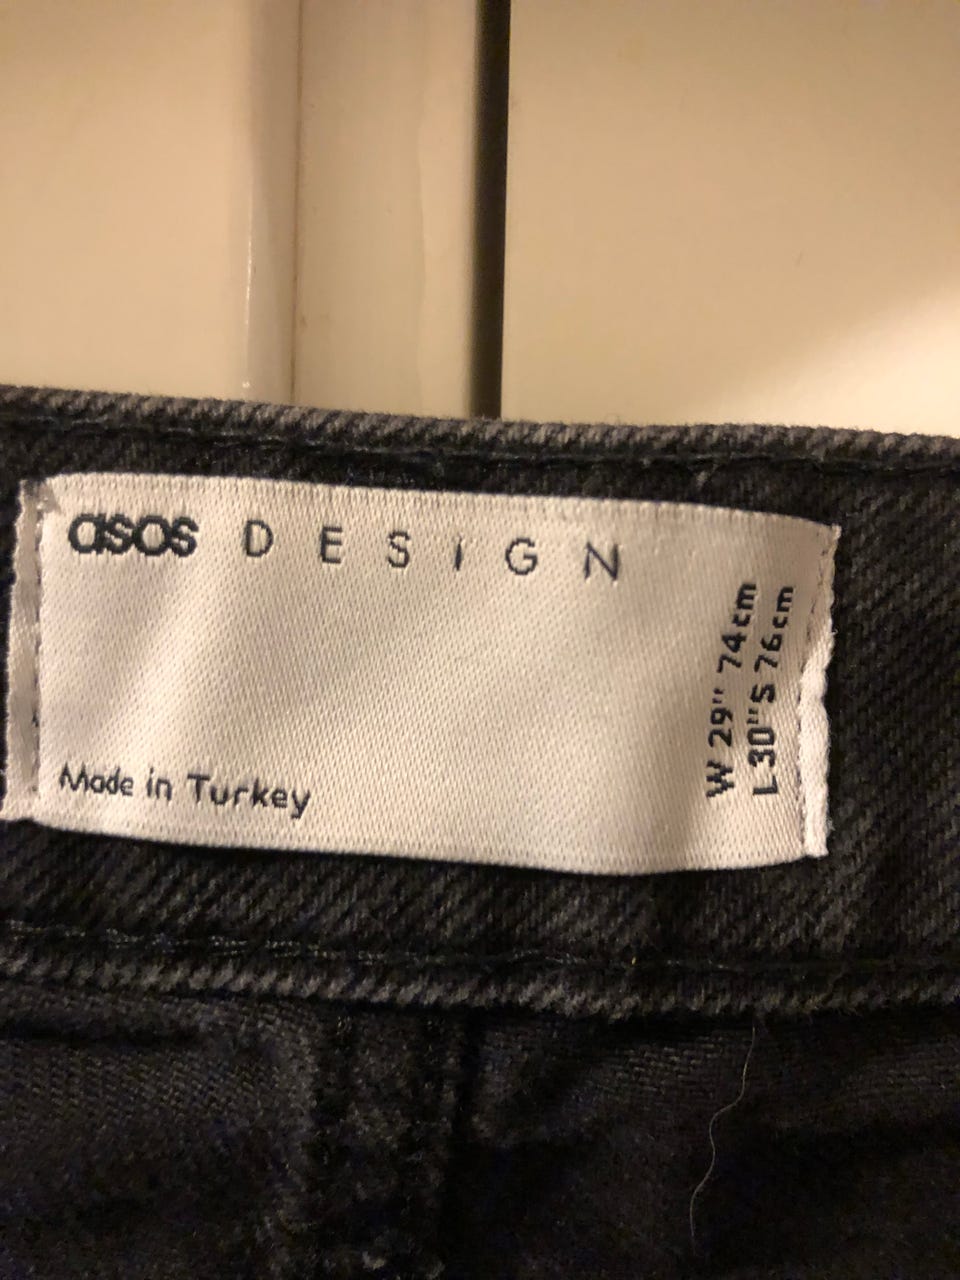 asos DESIGN
W 29" 74cm
L 30"S 76cm
Made in Turkey